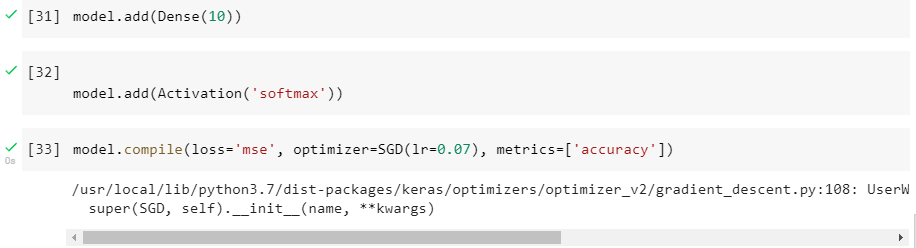 [31] model.add(Dense(10))
[32]
model.add(Activation('softmax'))
[33] model.compile(loss='mse', optimizer=SGD(lr=0.07), metrics=['accuracy'])
0s
/usr/local/lib/python3.7/dist-packages/keras/optimizers/optimizer_v2/gradient_descent.py:108: UserW
super(SGD, self).__init__(name, **kwargs)